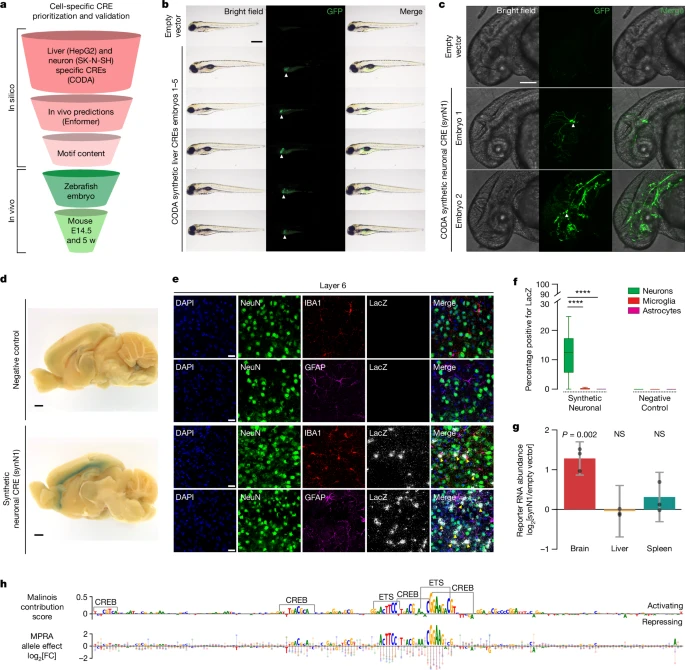 a
Cell-specific CRE
prioritization and validation
In silico
Liver (HepG2) and
neuron (SK-N-SH)
specific CREs
(CODA)
In vivo predictions
(Enformer)
Motif content
In vivo
Zebrafish
embryo
Mouse
E14.5
and 5 w
b
Bright field
GFP
Merge
Empty
vector
CODA synthetic liver CREs embryos 1–5
c
Bright field
GFP
Merge
Empty
vector
CODA synthetic neuronal CRE (synN1)
Embryo 1
Embryo 2
d
Negative control
Synthetic
neuronal CRE (synN1)
e
Layer 6
DAPI
NeuN
IBA1
LacZ
Merge
DAPI
NeuN
GFAP
LacZ
Merge
DAPI
NeuN
IBA1
LacZ
Merge
DAPI
NeuN
GFAP
LacZ
Merge
f
Percentage positive for LacZ
100
90
30
20
10
0
****
****
Neurons
Microglia
Astrocytes
Synthetic
Neuronal
Negative
Control
g
Reporter RNA abundance
log2[synN1/empty vector]
2
1
0
−1
P = 0.002
NS
NS
Brain
Liver
Spleen
h
Malinois
contribution
score
0.5
0
CREB
CREB
ETS
CREB
ETS
CREB
Activating
Repressing
MPRA
allele effect
log2[FC]
2
0
−2